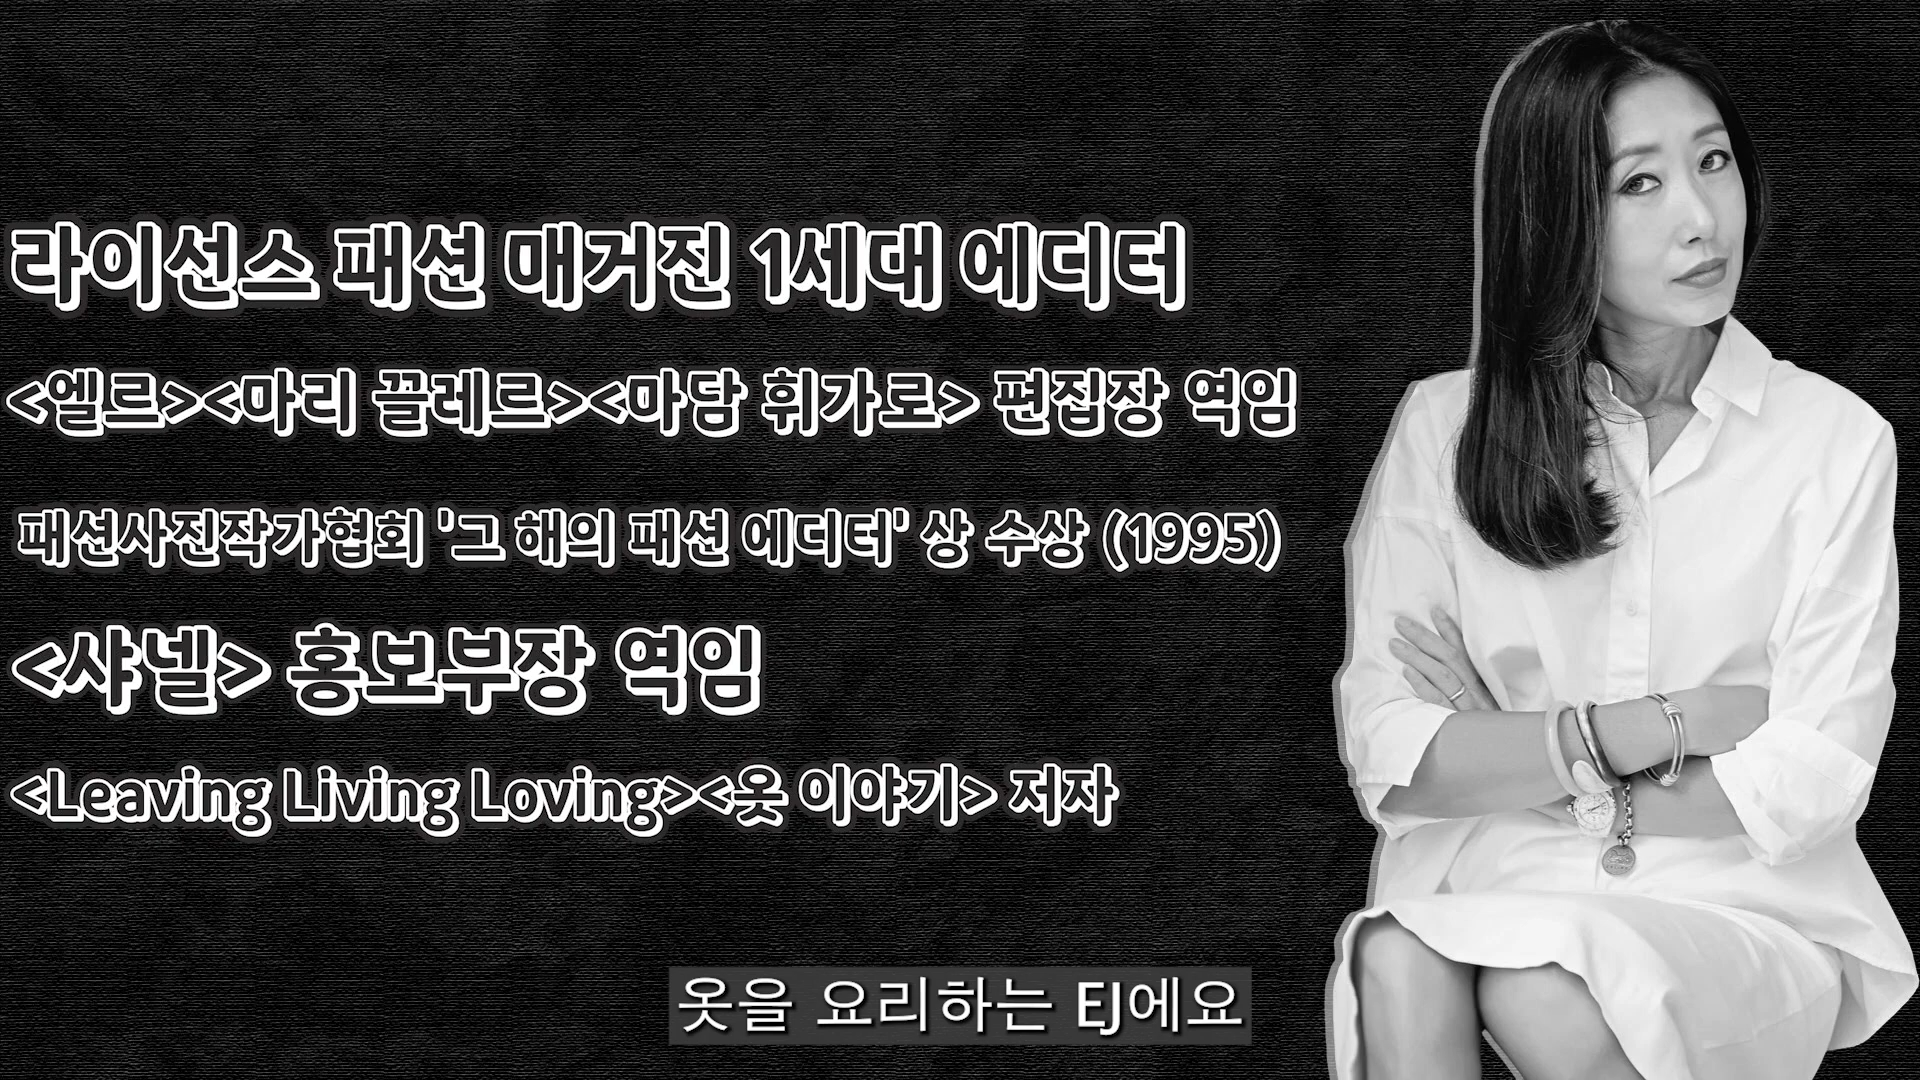 라이선스 패션 매거진 1세대 에디터
<엘르><마리 끌레르><마담 휘가로> 편집장 역임
패션사진작가협회 '그 해의 패션 에디터' 상 수상 (1995)
<샤넬> 홍보부장 역임
<Leaving Living Loving><옷 이야기> 저자
옷을 요리하는 EJ에요